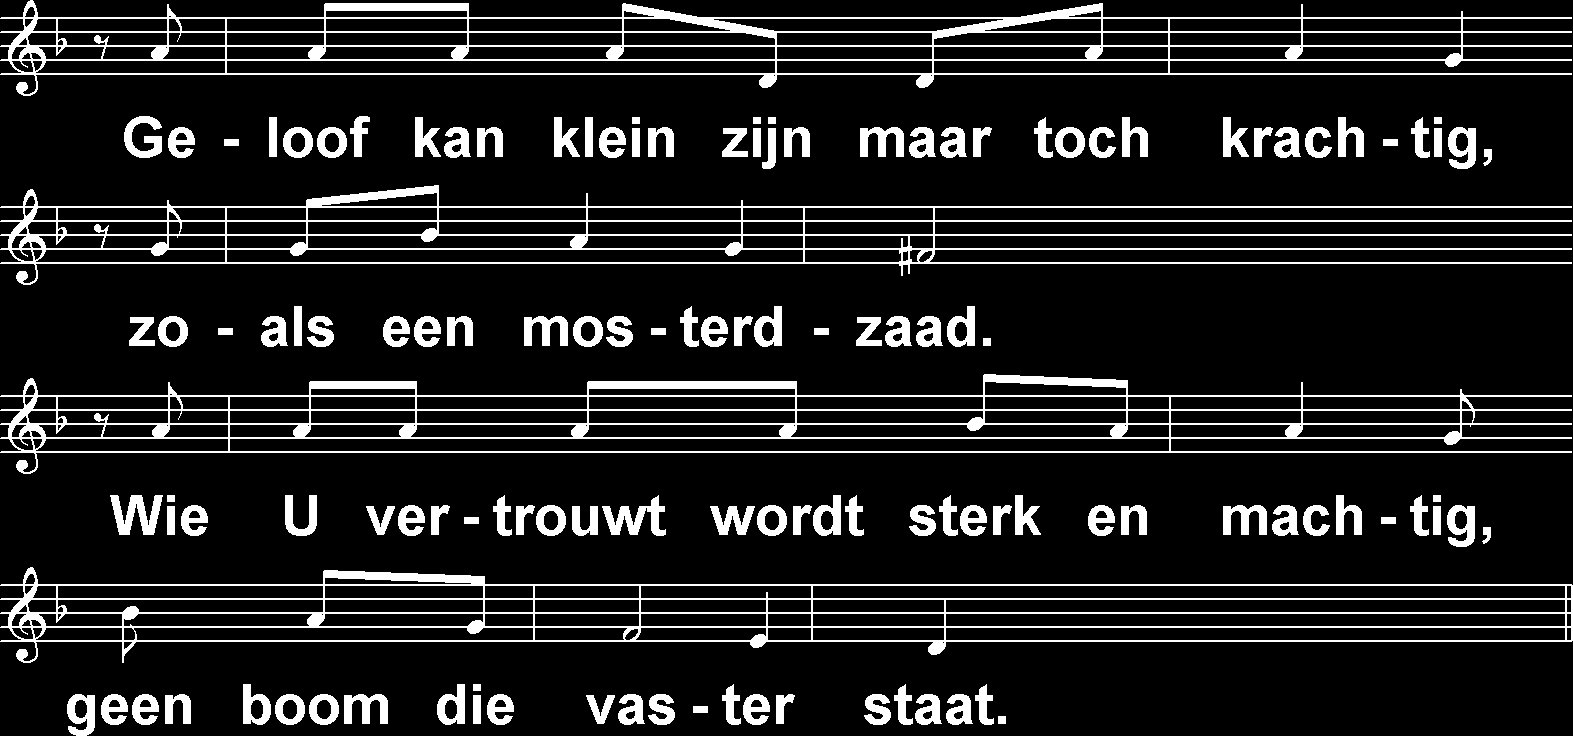 Ge - loof kan klein zijn maar toch krach - tig,
zo - als een mos - terd - zaad.
Wie U ver - trouwt wordt sterk en mach - tig,
geen boom die vas - ter staat.